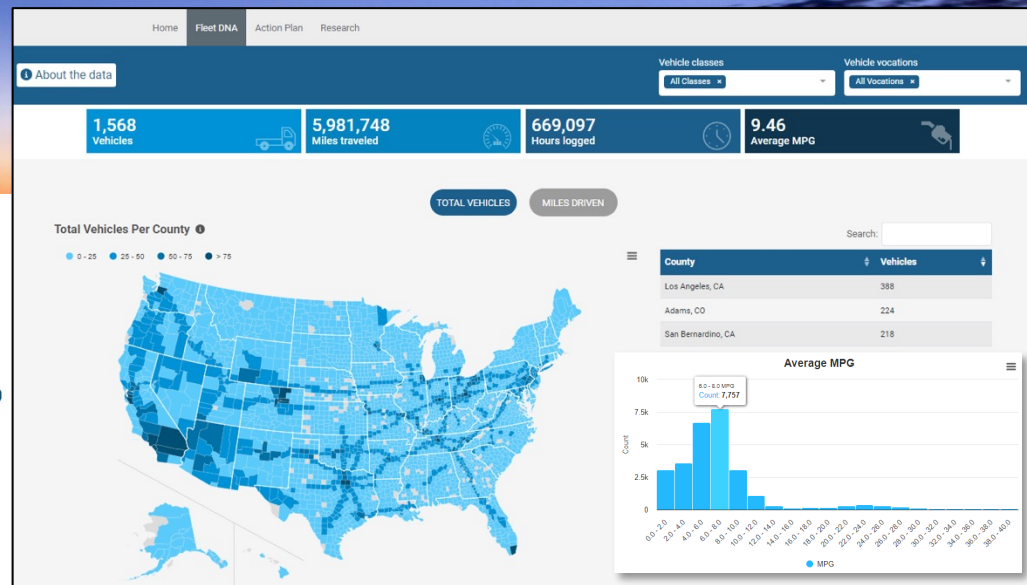 Home Fleet DNA Action Plan Research
About the data
Vehicle classes
All Classes ×
Vehicle vocations
All Vocations ×
1,568
Vehicles
5,981,748
Miles traveled
669,097
Hours logged
9.46
Average MPG
TOTAL VEHICLES
MILES DRIVEN
Total Vehicles Per County
0 - 25 25 - 50 50 - 75 > 75
Search:
County Vehicles
Los Angeles, CA 388
Adams, CO 224
San Bernardino, CA 218
Average MPG
6.0 - 8.0 MPG
Count: 7,757
10k
7.5k
5k
2.5k
0
Count
0.0 - 2.0
2.0 - 4.0
4.0 - 6.0
6.0 - 8.0
8.0 - 10.0
10.0 - 12.0
12.0 - 14.0
14.0 - 16.0
16.0 - 18.0
18.0 - 20.0
20.0 - 22.0
22.0 - 24.0
24.0 - 26.0
26.0 - 28.0
28.0 - 30.0
30.0 - 32.0
32.0 - 34.0
34.0 - 36.0
36.0 - 38.0
38.0 - 40.0
MPG